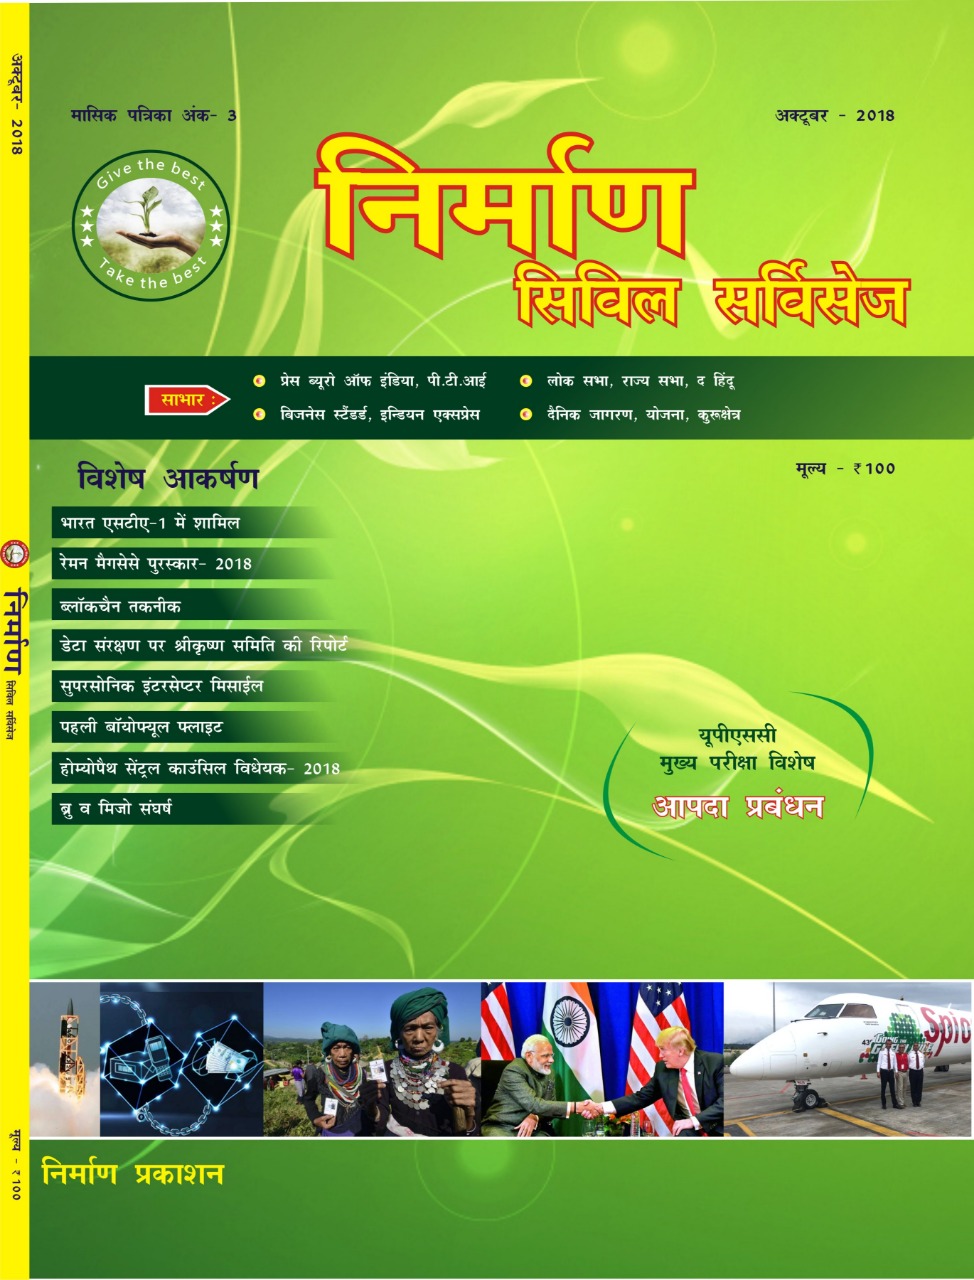 अक्टूबर- 2018
निर्माण
सिविल सर्विसेज
मूल्य - ₹100
मासिक पत्रिका अंक- 3
अक्टूबर - 2018
Give the best
Take the best
निर्माण
सिविल सर्विसेज
साभार :
प्रेस ब्यूरो ऑफ इंडिया, पी.टी.आई
लोक सभा, राज्य सभा, द हिंदू
बिजनेस स्टैंडर्ड, इन्डियन एक्सप्रेस
दैनिक जागरण, योजना, कुरूक्षेत्र
विशेष आकर्षण
मूल्य - ₹100
भारत एसटीए-1 में शामिल
रेमन मैगसेसे पुरस्कार- 2018
ब्लॉकचैन तकनीक
डेटा संरक्षण पर श्रीकृष्ण समिति की रिपोर्ट
सुपरसोनिक इंटरसेप्टर मिसाईल
पहली बॉयोफ्यूल फ्लाइट
होम्योपैथ सेंट्रल काउंसिल विधेयक- 2018
ब्रु व मिजो संघर्ष
यूपीएससी
मुख्य परीक्षा विशेष
आपदा प्रबंधन
Spic
निर्माण प्रकाशन